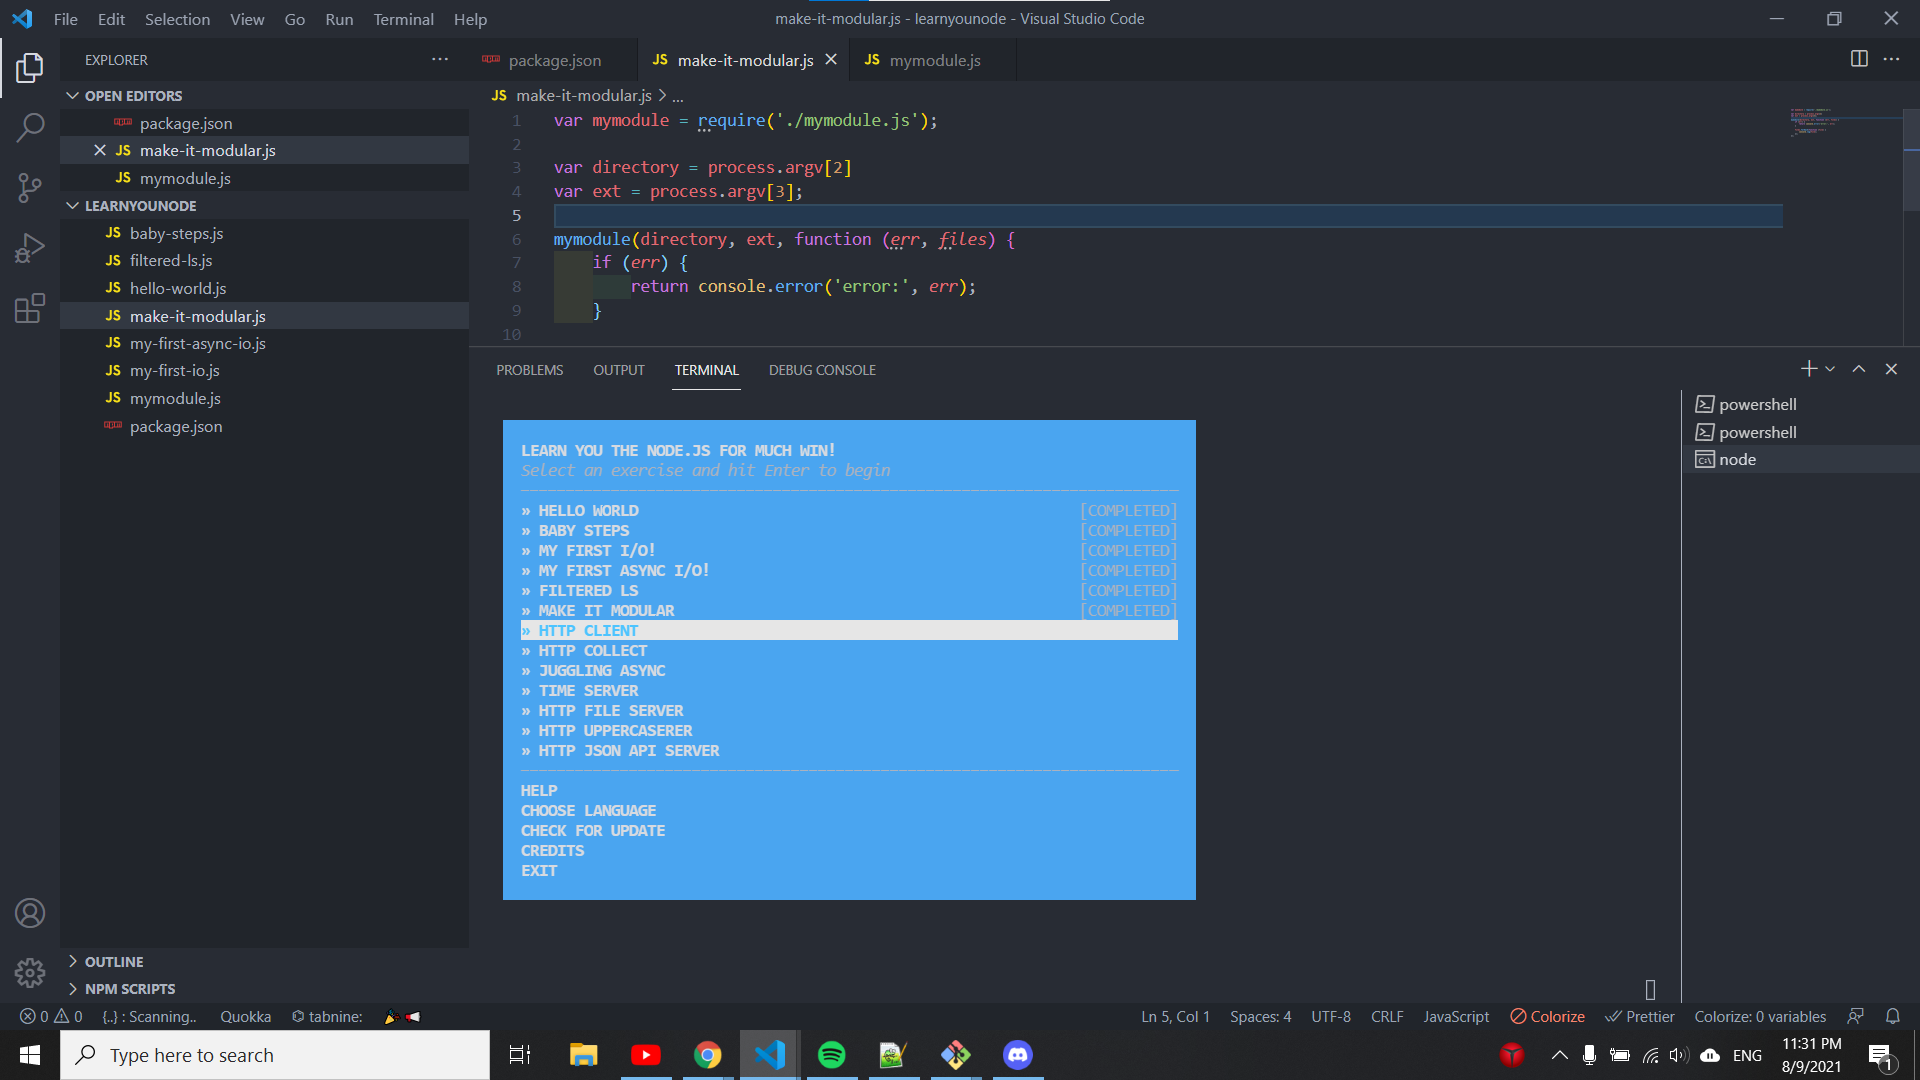 File Edit Selection View Go Run Terminal Help
make-it-modular.js - learnyounode - Visual Studio Code
EXPLORER
OPEN EDITORS
package.json
make-it-modular.js
mymodule.js
LEARNYOUNODE
JS baby-steps.js
JS filtered-ls.js
JS hello-world.js
JS make-it-modular.js
JS my-first-async-io.js
JS my-first-io.js
JS mymodule.js
package.json
OUTLINE
NPM SCRIPTS
package.json JS make-it-modular.js JS mymodule.js
JS make-it-modular.js > ...
1 var mymodule = require('./mymodule.js');
2
3 var directory = process.argv[2]
4 var ext = process.argv[3];
5
6 mymodule(directory, ext, function (err, files) {
7 if (err) {
8 return console.error('error:', err);
9 }
10
PROBLEMS OUTPUT TERMINAL DEBUG CONSOLE
LEARN YOU THE NODE.JS FOR MUCH WIN!
Select an exercise and hit Enter to begin
» HELLO WORLD [COMPLETED]
» BABY STEPS [COMPLETED]
» MY FIRST I/O! [COMPLETED]
» MY FIRST ASYNC I/O! [COMPLETED]
» FILTERED LS [COMPLETED]
» MAKE IT MODULAR [COMPLETED]
» HTTP CLIENT
» HTTP COLLECT
» JUGGLING ASYNC
» TIME SERVER
» HTTP FILE SERVER
» HTTP UPPERCASERER
» HTTP JSON API SERVER
HELP
CHOOSE LANGUAGE
CHECK FOR UPDATE
CREDITS
EXIT
powershell
powershell
node
0 0 {..} : Scanning.. Quokka tabnine: Ln 5, Col 1 Spaces: 4 UTF-8 CRLF JavaScript Colorize Prettier Colorize: 0 variables
Type here to search
ENG
11:31 PM
8/9/2021
1